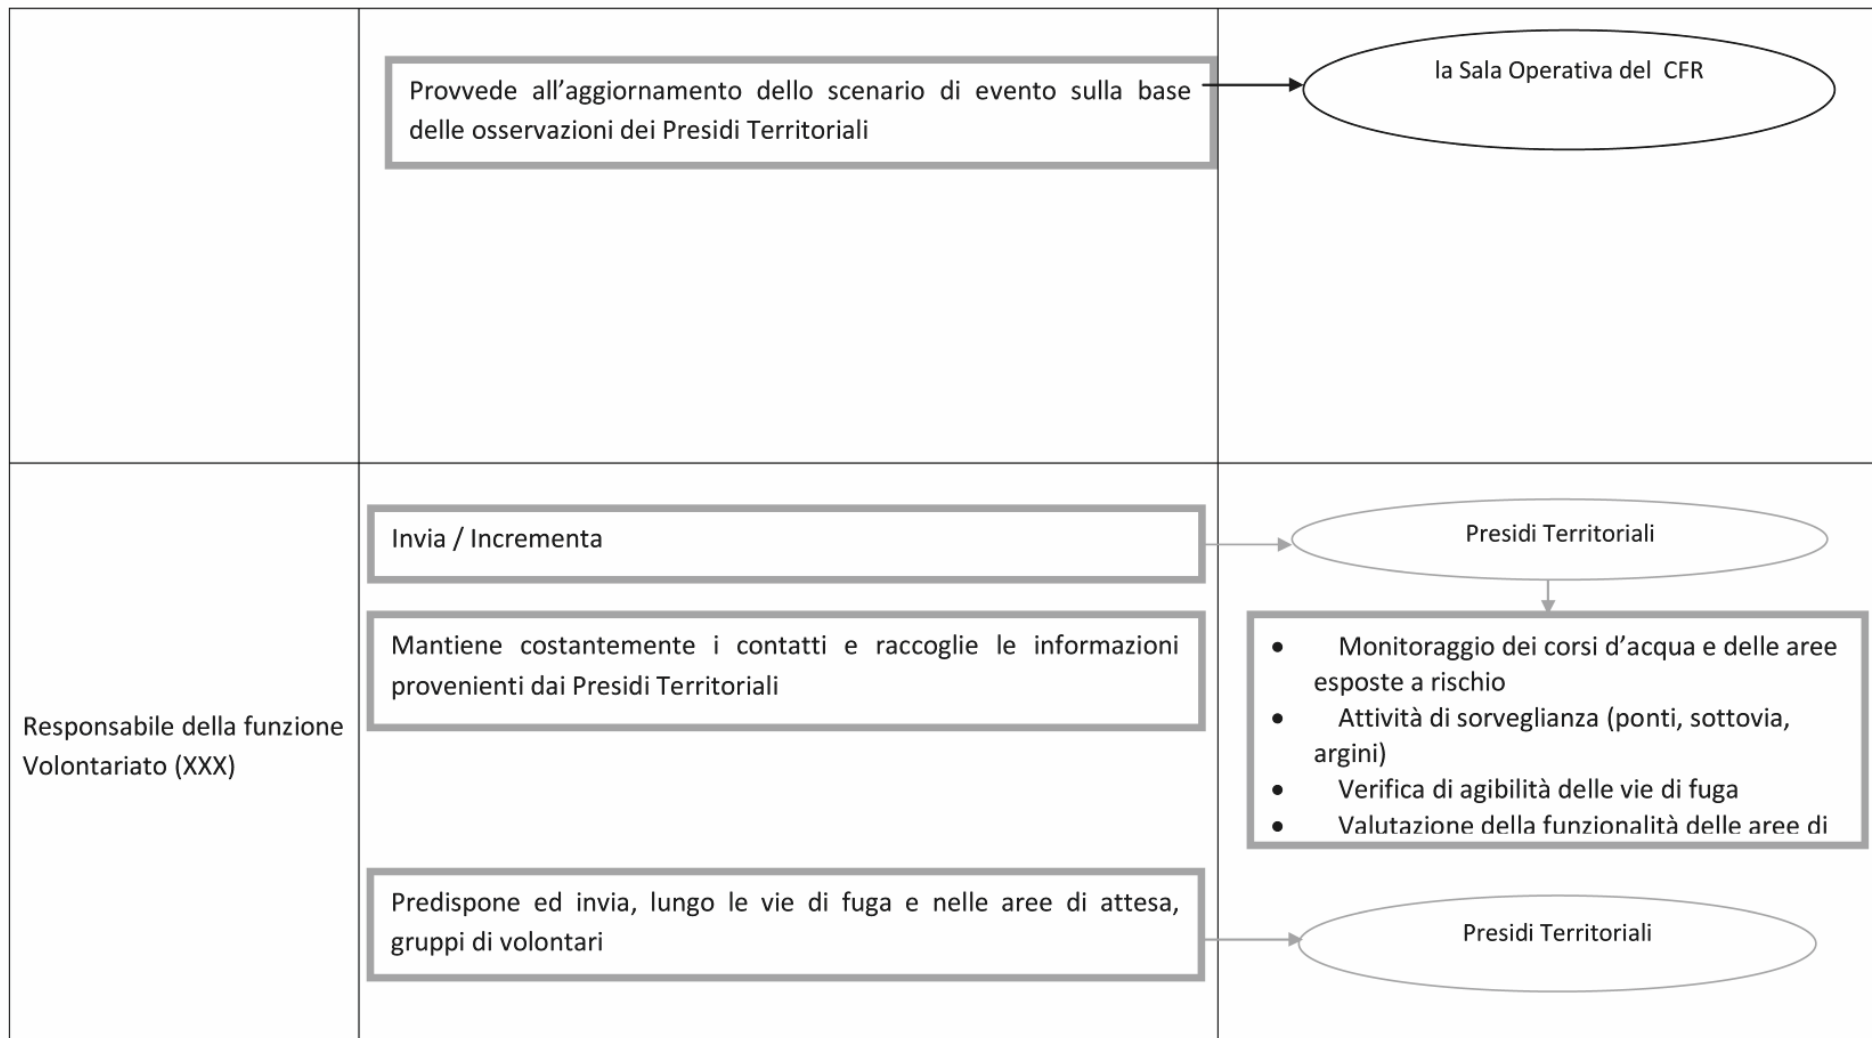 Provvede all’aggiornamento dello scenario di evento sulla base
delle osservazioni dei Presidi Territoriali
la Sala Operativa del CFR
Responsabile della funzione
Volontariato (XXX)
Invia / Incrementa
Presidi Territoriali
Mantiene costantemente i contatti e raccoglie le informazioni
provenienti dai Presidi Territoriali
• Monitoraggio dei corsi d’acqua e delle aree
esposte a rischio
• Attività di sorveglianza (ponti, sottovia,
argini)
• Verifica di agibilità delle vie di fuga
• Valutazione della funzionalità delle aree di
Predispone ed invia, lungo le vie di fuga e nelle aree di attesa,
gruppi di volontari
Presidi Territoriali